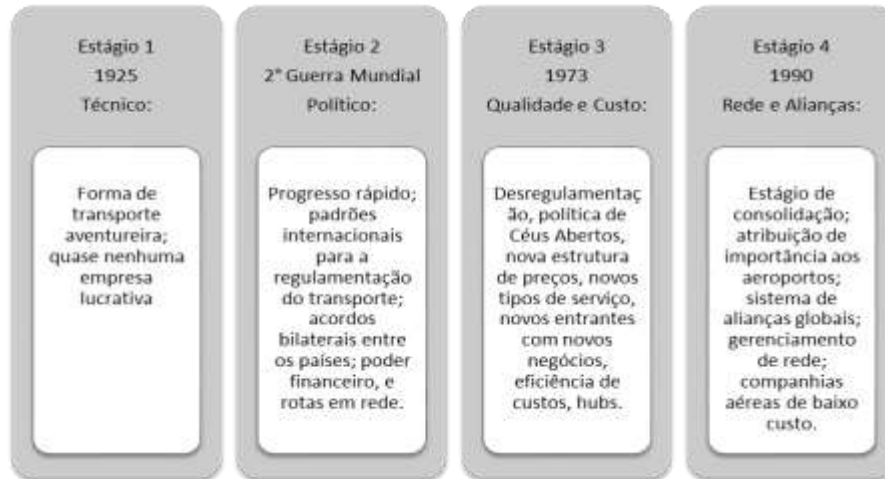 Estágio 1
1925
Técnico:
Forma de
transporte
aventureira;
quase nenhuma
empresa
lucrativa
Estágio 2
2° Guerra Mundial
Político:
Progresso rápido;
padrões
internacionais
para a
regulamentação
do transporte;
acordos
bilaterais entre
os países; poder
financeiro, e
rotas em rede.
Estágio 3
1973
Qualidade e Custo:
Desregulamentaç
ão, política de
Céus Abertos,
nova estrutura
de preços, novos
tipos de serviço,
novos entrantes
com novos
negócios,
eficiência de
custos, hubs.
Estágio 4
1990
Rede e Alianças:
Estágio de
consolidação;
atribuição de
importância aos
aeroportos;
sistema de
alianças globais;
gerenciamento
de rede;
companhias
aéreas de baixo
custo.